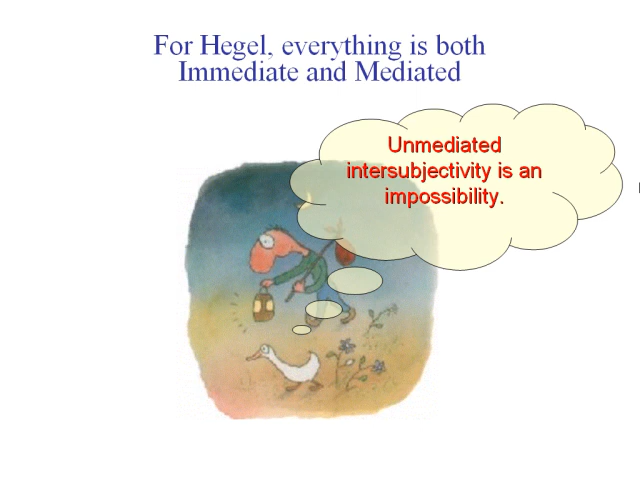 For Hegel, everything is both
Immediate and Mediated
Unmediated
intersubjectivity is an
impossibility.